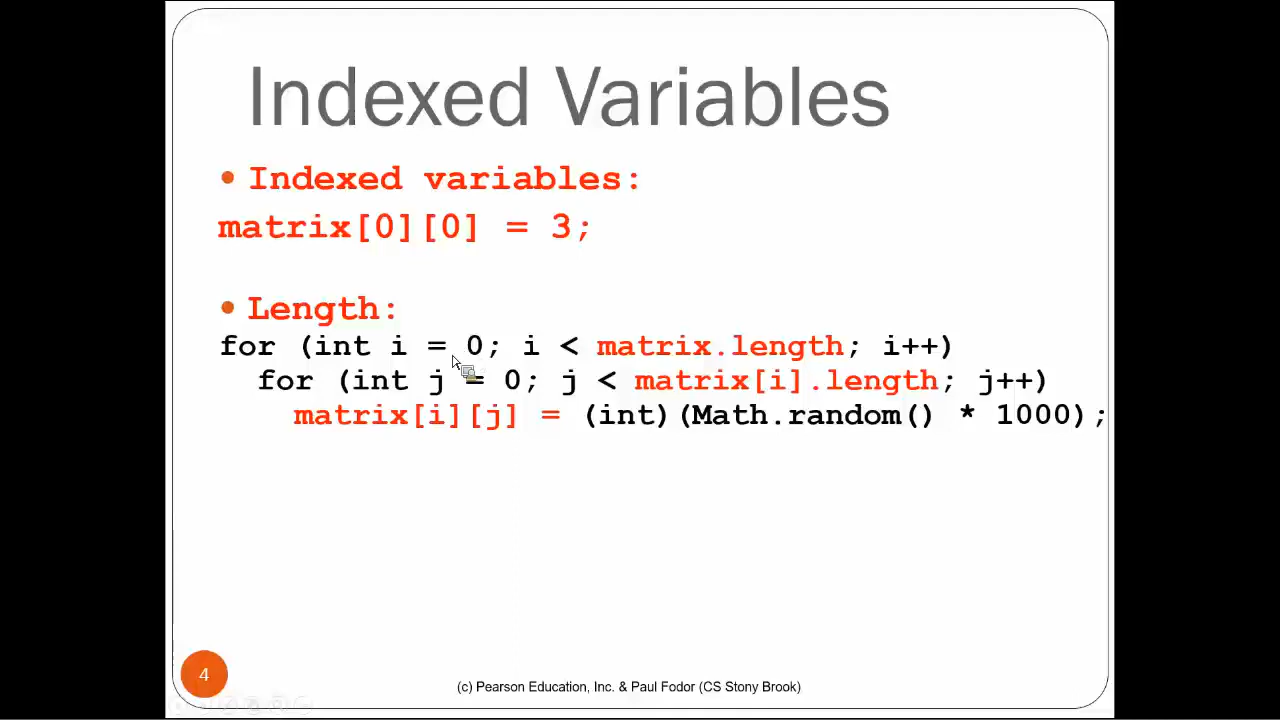 Indexed Variables
• Indexed variables:
matrix[0][0] = 3;
• Length:
for (int i = 0; i < matrix.length; i++)
for (int j = 0; j < matrix[i].length; j++)
matrix[i][j] = (int)(Math.random() * 1000);
4
(c) Pearson Education, Inc. & Paul Fodor (CS Stony Brook)